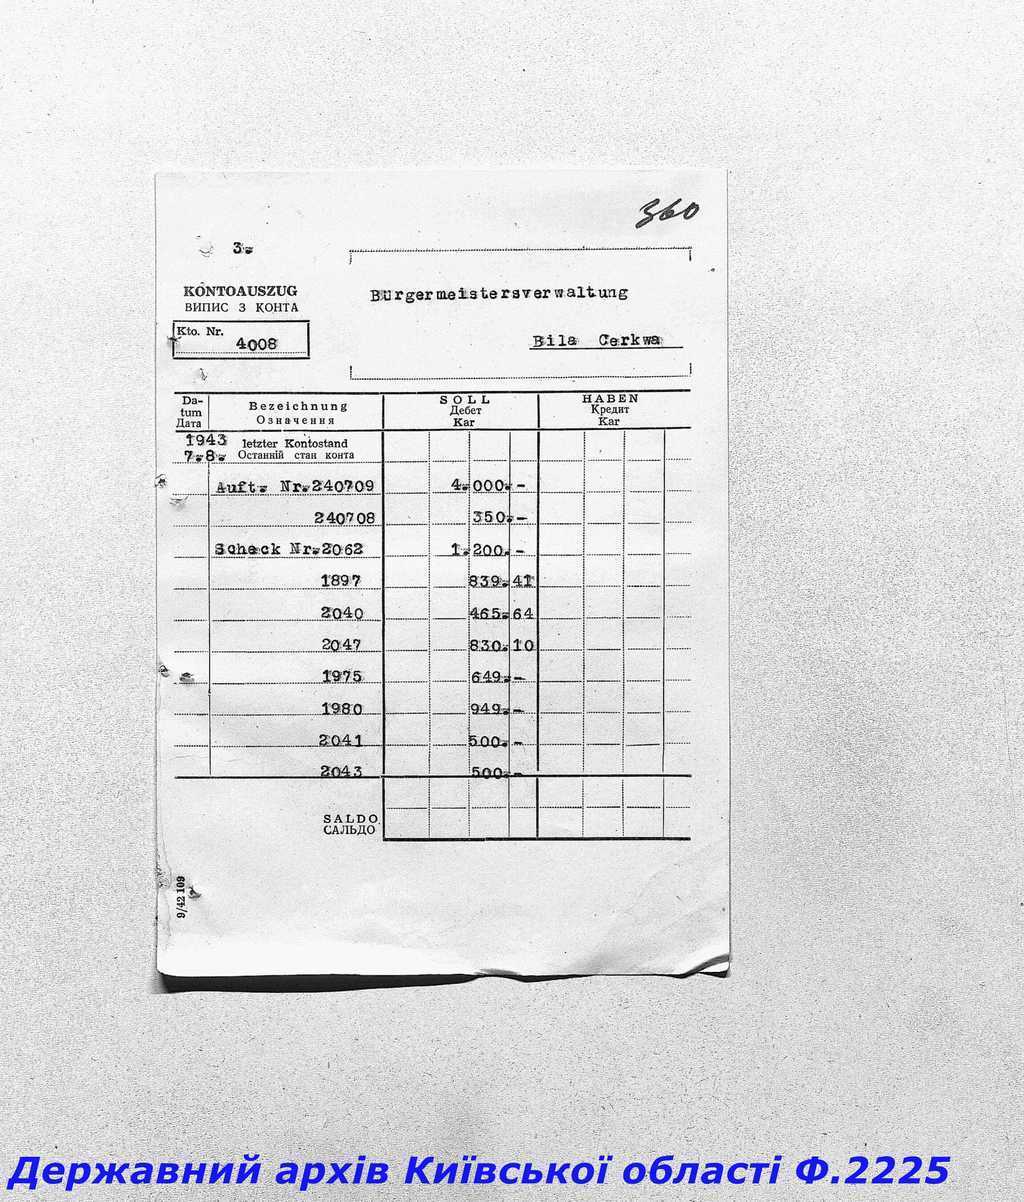 360
3.
KONTOAUSZUG
ВИПИС З КОНТА
Kto. Nr.
4008
Bürgermeistersverwaltung
Bila Cerkwa
Da-
tum
Дата
Bezeichnung
Означення
SOLL
Дебет
Kar
HABEN
Кредит
Kar
1943 letzter Kontostand
7.8. Останній стан конта
Auft. Nr.240709 4.000.-
240708 350.-
Scheck Nr.2062 1.200.-
1897 839.41
2040 465.64
2047 830.10
1975 649.-
1980 949.-
2041 500.-
2043 500.-
SALDO
САЛЬДО
9/42 109
Державний архів Київської області Ф.2225